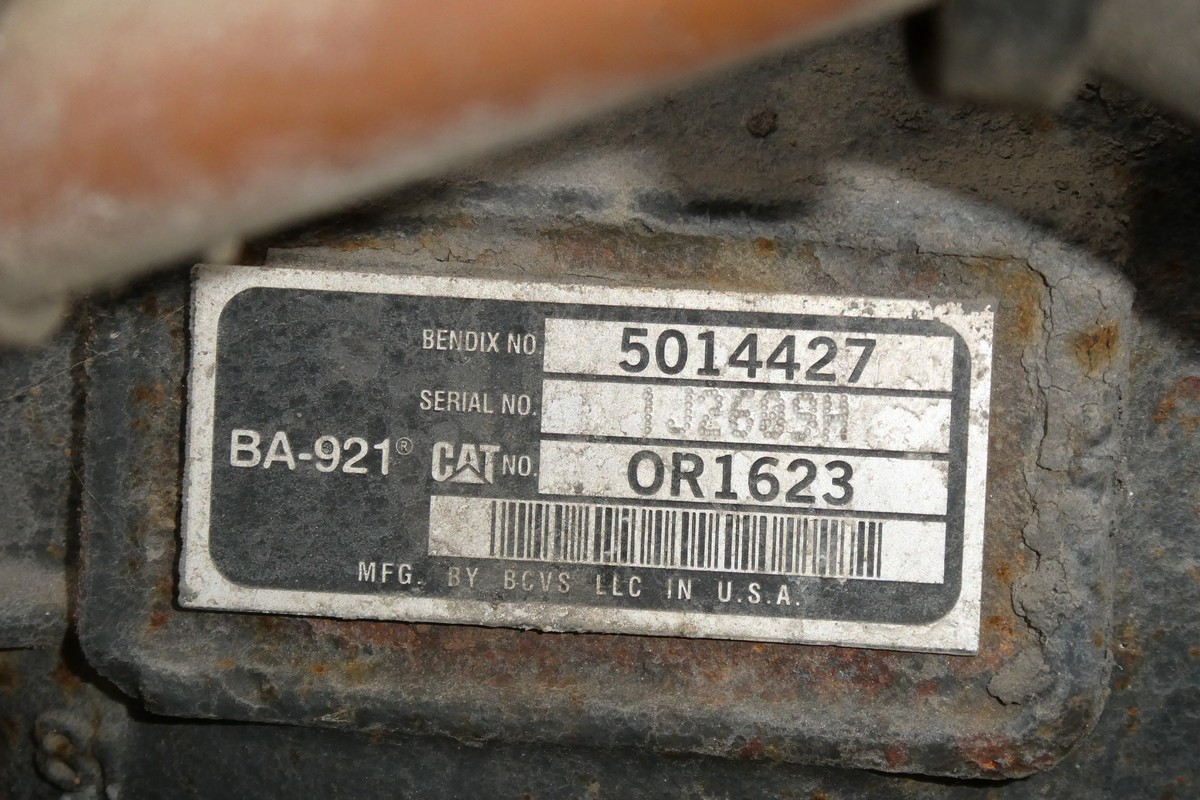 BENDIX NO. 5014427
SERIAL NO.
BA-921® CAT NO. OR1623
MFG. BY BCVS LLC IN U.S.A.